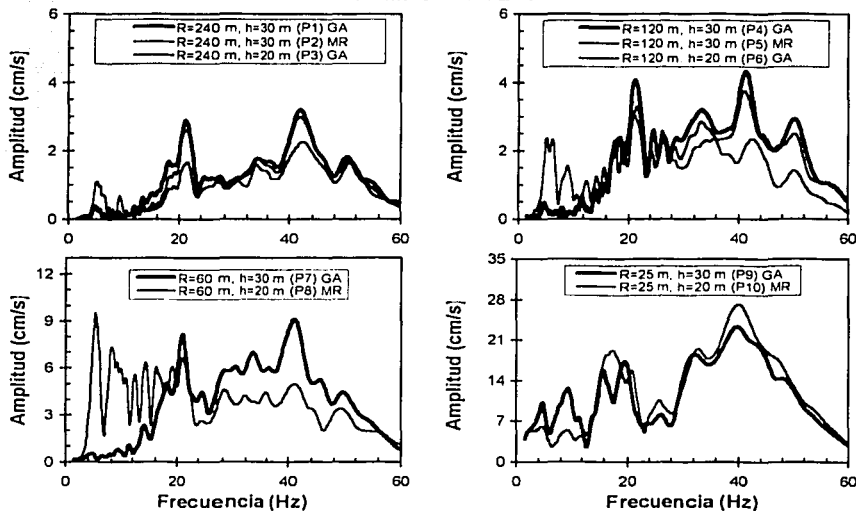 R=240 m, h=30 m (P1) GA
R=240 m, h=30 m (P2) MR
R=240 m, h=20 m (P3) GA
Amplitud (cm/s)
6
4
2
0
0
20
40
60
R=120 m, h=30 m (P4) GA
R=120 m, h=30 m (P5) MR
R=120 m, h=20 m (P6) GA
Amplitud (cm/s)
6
4
2
0
0
20
40
60
R=60 m, h=30 m (P7) GA
R=60 m, h=20 m (P8) MR
Amplitud (cm/s)
12
9
6
3
0
0
20
40
60
Frecuencia (Hz)
R=25 m, h=30 m (P9) GA
R=25 m, h=20 m (P10) MR
Amplitud (cm/s)
35
28
21
14
7
0
0
20
40
60
Frecuencia (Hz)